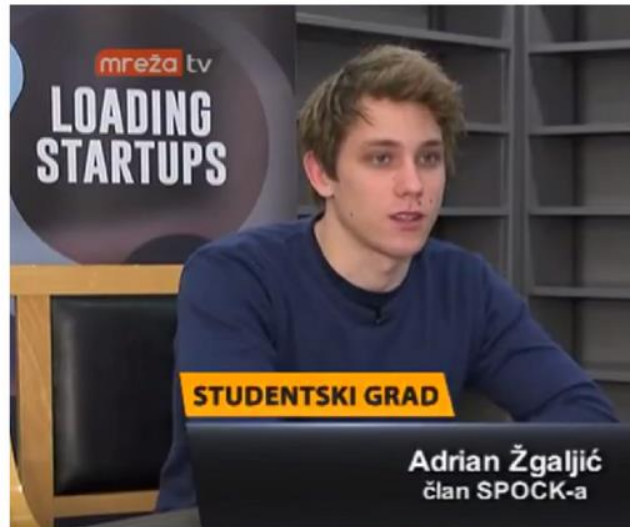 mreža tv
LOADING
STARTUPS
STUDENTSKI GRAD
Adrian Žgaljić
član SPOCK-a